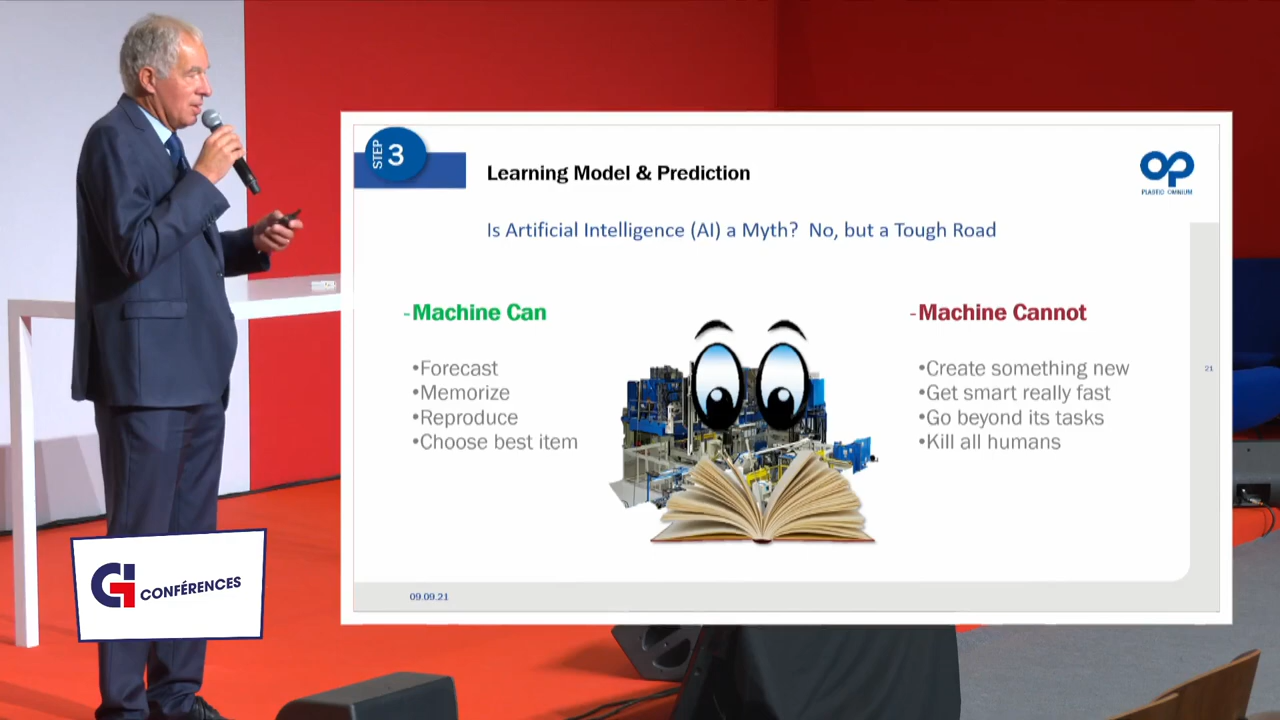 STEP 3
Learning Model & Prediction
OP
PLASTIC OMNIUM
Is Artificial Intelligence (AI) a Myth? No, but a Tough Road
-Machine Can
•Forecast
•Memorize
•Reproduce
•Choose best item
-Machine Cannot
•Create something new
•Get smart really fast
•Go beyond its tasks
•Kill all humans
21
09.09.21
GI CONFÉRENCES